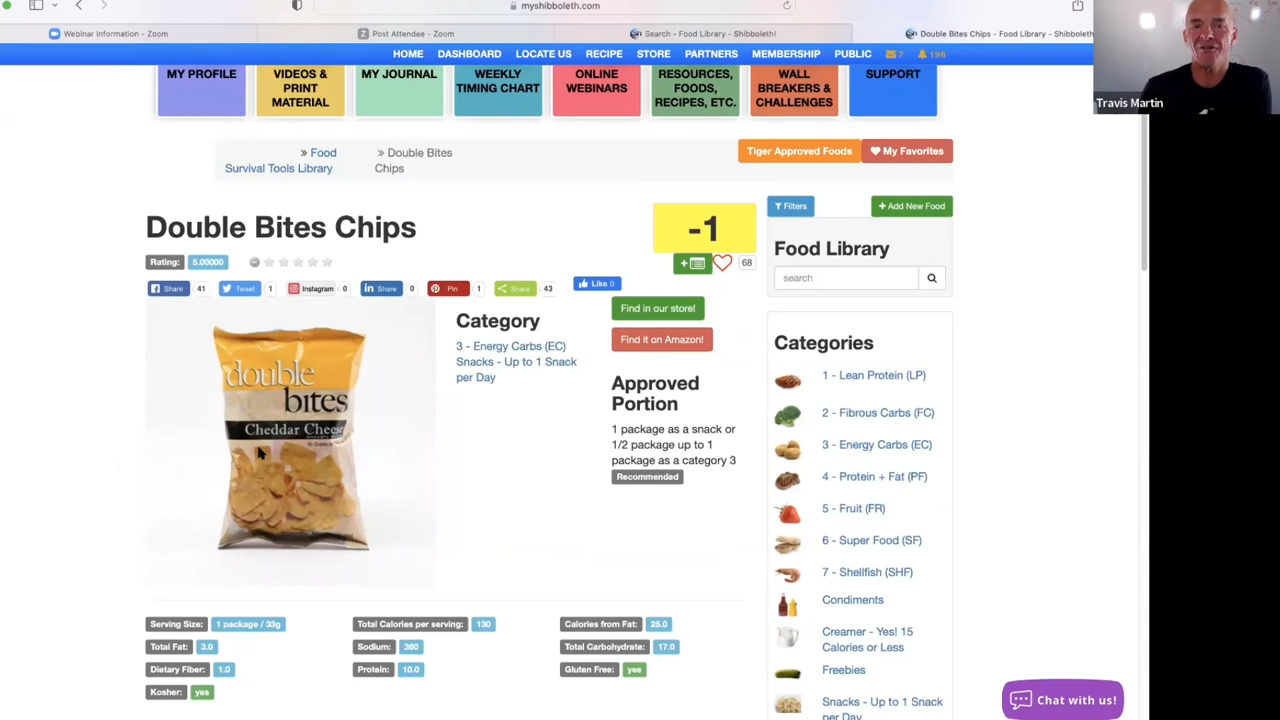 myshibboleth.com
Webinar Information - Zoom
Post Attendee - Zoom
Search - Food Library - Shibboleth!
Double Bites Chips - Food Library - Shibboleth!
HOME DASHBOARD LOCATE US RECIPE STORE PARTNERS MEMBERSHIP PUBLIC 7 196
MY PROFILE
VIDEOS &
PRINT
MATERIAL
MY JOURNAL
WEEKLY
TIMING CHART
ONLINE
WEBINARS
RESOURCES,
FOODS,
RECIPES, ETC.
WALL
BREAKERS &
CHALLENGES
SUPPORT
Travis Martin
» Food
Survival Tools Library
» Double Bites
Chips
Tiger Approved Foods
My Favorites
Double Bites Chips
-1
Rating: 5.00000
+
68
Share 41 Tweet 1 Instagram 0 Share 0 Pin 1 Share 43 Like 0
double
bites
Cheddar Chee
Category
3 - Energy Carbs (EC)
Snacks - Up to 1 Snack
per Day
Find in our store!
Find it on Amazon!
Approved
Portion
1 package as a snack or
1/2 package up to 1
package as a category 3
Recommended
Serving Size: 1 package / 33g
Total Calories per serving: 130
Calories from Fat: 25.0
Total Fat: 3.0
Sodium: 360
Total Carbohydrate: 17.0
Dietary Fiber: 1.0
Protein: 10.0
Gluten Free: yes
Kosher: yes
Filters
+ Add New Food
Food Library
search
Categories
1 - Lean Protein (LP)
2 - Fibrous Carbs (FC)
3 - Energy Carbs (EC)
4 - Protein + Fat (PF)
5 - Fruit (FR)
6 - Super Food (SF)
7 - Shellfish (SHF)
Condiments
Creamer - Yes! 15
Calories or Less
Freebies
Snacks - Up to 1 Snack
per Day
Chat with us!